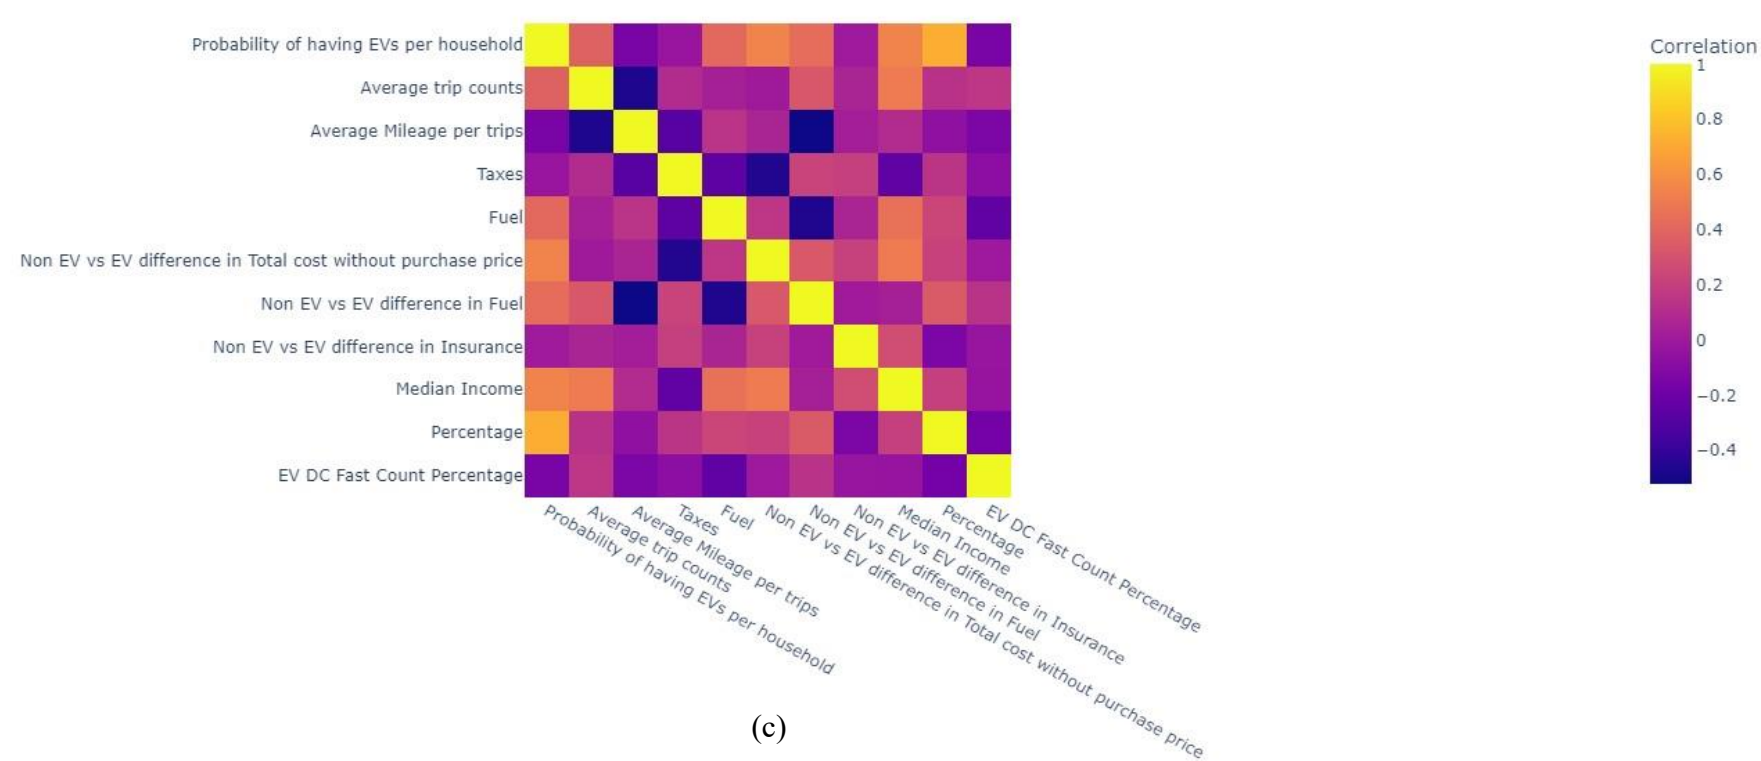 Probability of having EVs per household
Average trip counts
Average Mileage per trips
Taxes
Fuel
Non EV vs EV difference in Total cost without purchase price
Non EV vs EV difference in Fuel
Non EV vs EV difference in Insurance
Median Income
Percentage
EV DC Fast Count Percentage
Probability of having EVs per household
Average trip counts
Average Mileage per trips
Taxes
Fuel
Non EV vs EV difference in Total cost without purchase price
Non EV vs EV difference in Fuel
Non EV vs EV difference in Insurance
Median Income
Percentage
EV DC Fast Count Percentage
Correlation
1
0.8
0.6
0.4
0.2
0
−0.2
−0.4
(c)